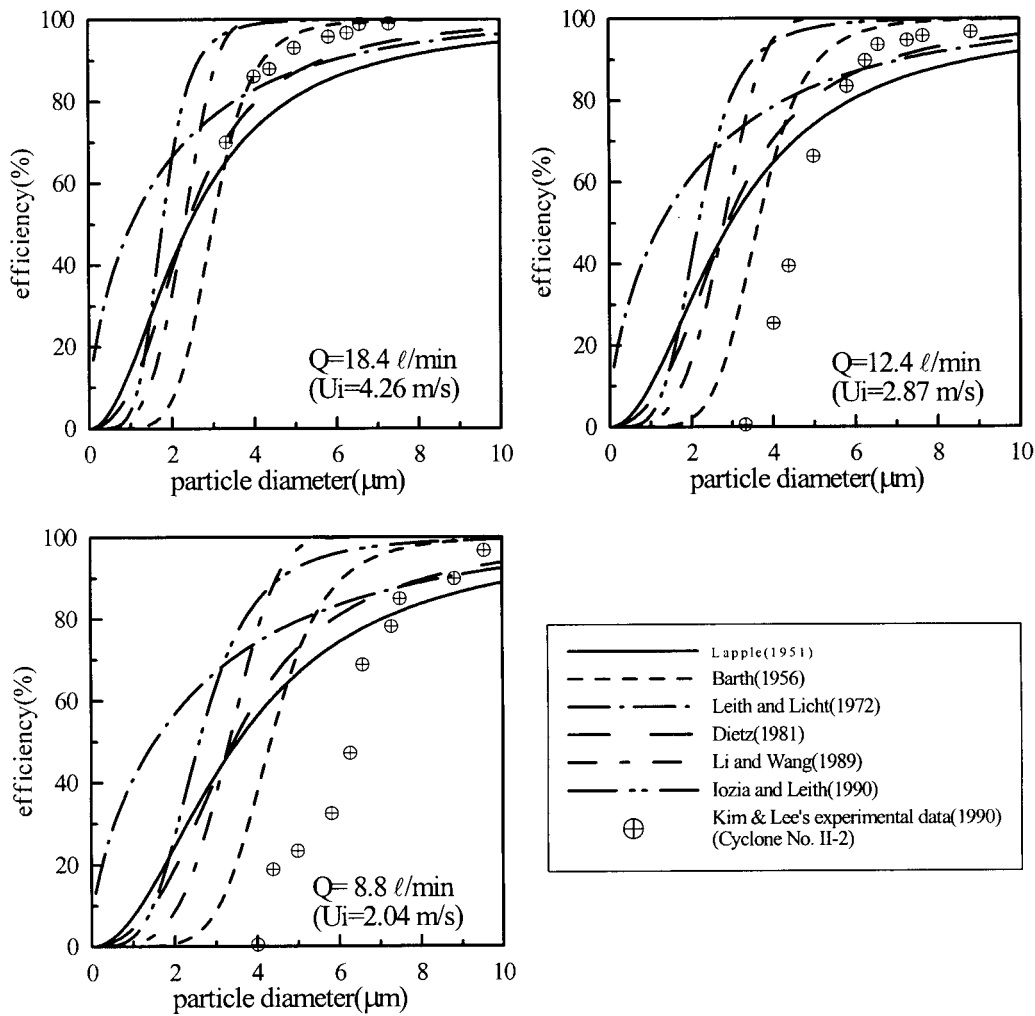 100
80
60
40
20
0
efficiency(%)
Q=18.4 ℓ/min
(Ui=4.26 m/s)
0 2 4 6 8 10
particle diameter(μm)
100
80
60
40
20
0
efficiency(%)
Q=12.4 ℓ/min
(Ui=2.87 m/s)
0 2 4 6 8 10
particle diameter(μm)
100
80
60
40
20
0
efficiency(%)
Q= 8.8 ℓ/min
(Ui=2.04 m/s)
0 2 4 6 8 10
particle diameter(μm)
Lapple(1951)
Barth(1956)
Leith and Licht(1972)
Dietz(1981)
Li and Wang(1989)
Iozia and Leith(1990)
Kim & Lee's experimental data(1990)
(Cyclone No. II-2)